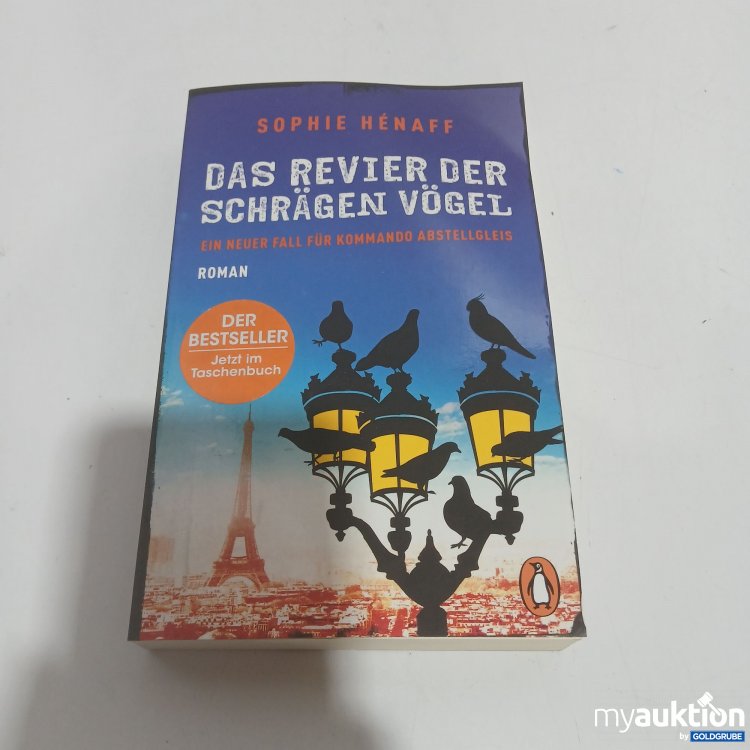 SOPHIE HÉNAFF
DAS REVIER DER
SCHRÄGEN VÖGEL
EIN NEUER FALL FÜR KOMMANDO ABSTELLGLEIS
ROMAN
DER
BESTSELLER
Jetzt im
Taschenbuch
myauktion
by GOLDGRUBE